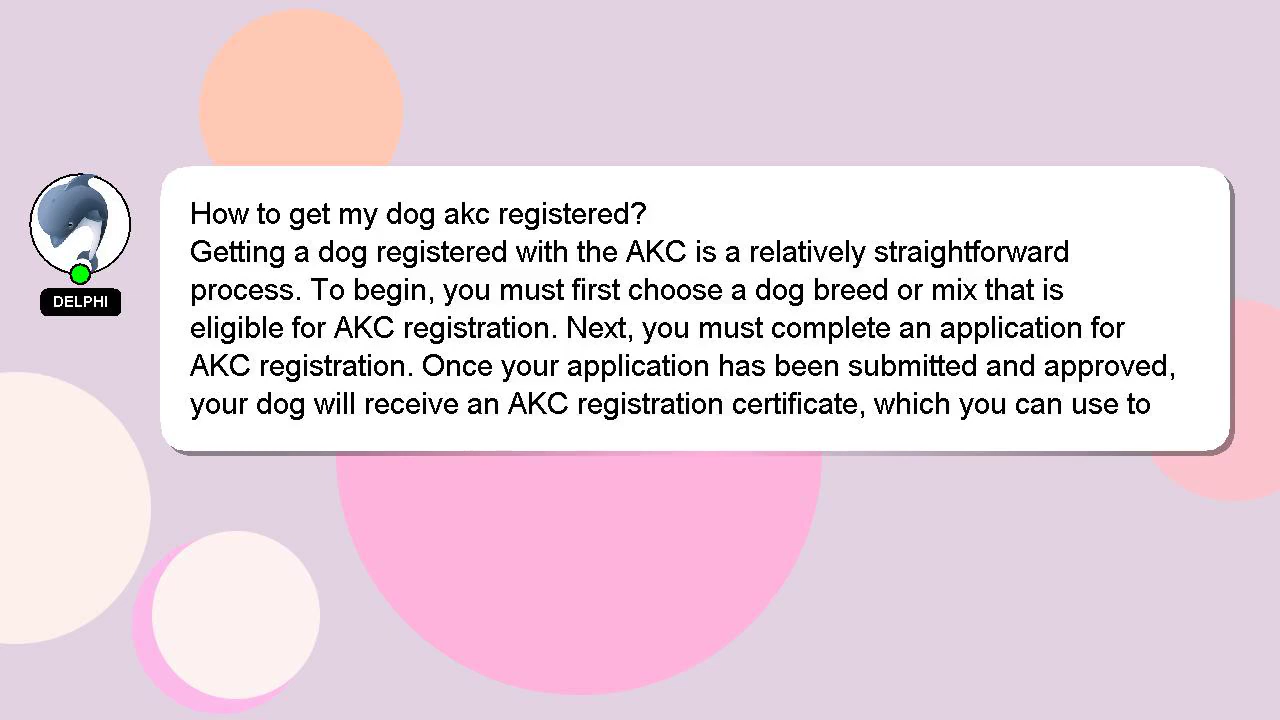 How to get my dog akc registered?
Getting a dog registered with the AKC is a relatively straightforward
process. To begin, you must first choose a dog breed or mix that is
eligible for AKC registration. Next, you must complete an application for
AKC registration. Once your application has been submitted and approved,
your dog will receive an AKC registration certificate, which you can use to
DELPHI